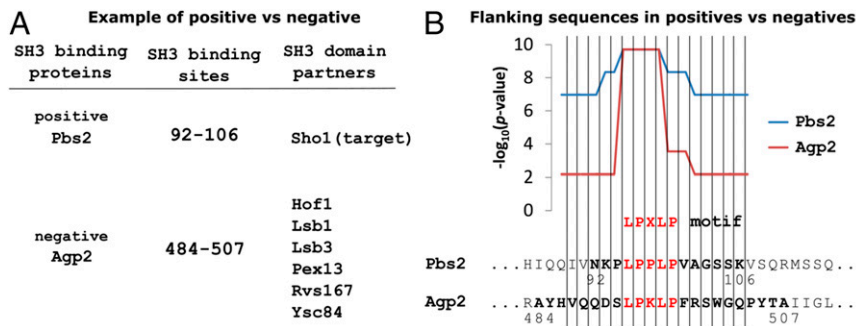 A Example of positive vs negative
SH3 binding proteins SH3 binding sites SH3 domain partners
positive Pbs2 92-106 Sho1(target)
negative Agp2 484-507 Hof1
Lsb1
Lsb3
Pex13
Rvs167
Ysc84
B Flanking sequences in positives vs negatives
-log10(p-value)
10
8
6
4
2
0
Pbs2
Agp2
LPXLP motif
Pbs2 ...HIQQIVNKPLPPLPVAGSSKVSQRMSSQ...
92 106
Agp2 ...RAYHVQQDSLPKLPFRSWGQPYTAIIGL...
484 507